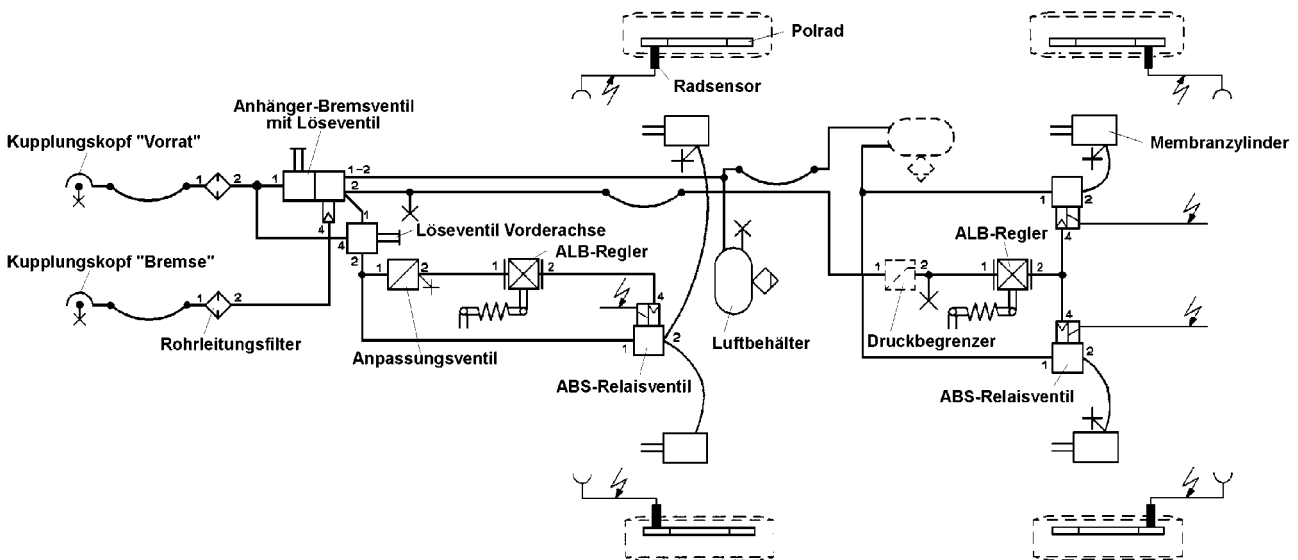 Polrad
Radsensor
Anhänger-Bremsventil
mit Löseventil
Kupplungskopf "Vorrat"
Membranzylinder
1 2 1 1-2
2
1 2
4 1
4
Löseventil Vorderachse
2
4
ALB-Regler
ALB-Regler
Kupplungskopf "Bremse"
1 2 1 2
1 2 1 2
1 2
4
4
Rohrleitungsfilter
Anpassungsventil
1 2
Luftbehälter
Druckbegrenzer
1 2
ABS-Relaisventil
ABS-Relaisventil